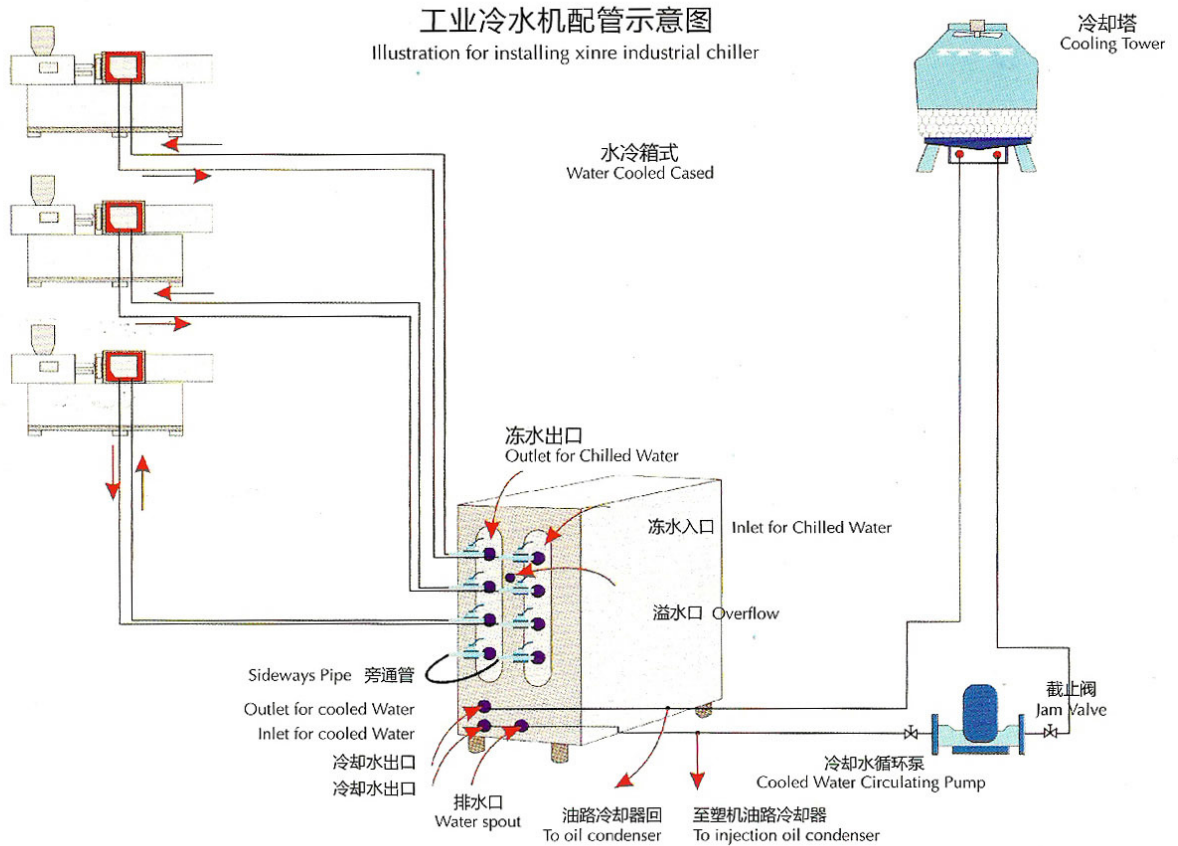 工业冷水机配管示意图
Illustration for installing xinre industrial chiller
冷却塔
Cooling Tower
水冷箱式
Water Cooled Cased
冻水出口
Outlet for Chilled Water
冻水入口 Inlet for Chilled Water
溢水口 Overflow
Sideways Pipe 旁通管
Outlet for cooled Water
Inlet for cooled Water
冷却水出口
冷却水出口
排水口
Water spout
油路冷却器回
To oil condenser
至塑机油路冷却器
To injection oil condenser
截止阀
Jam Valve
冷却水循环泵
Cooled Water Circulating Pump